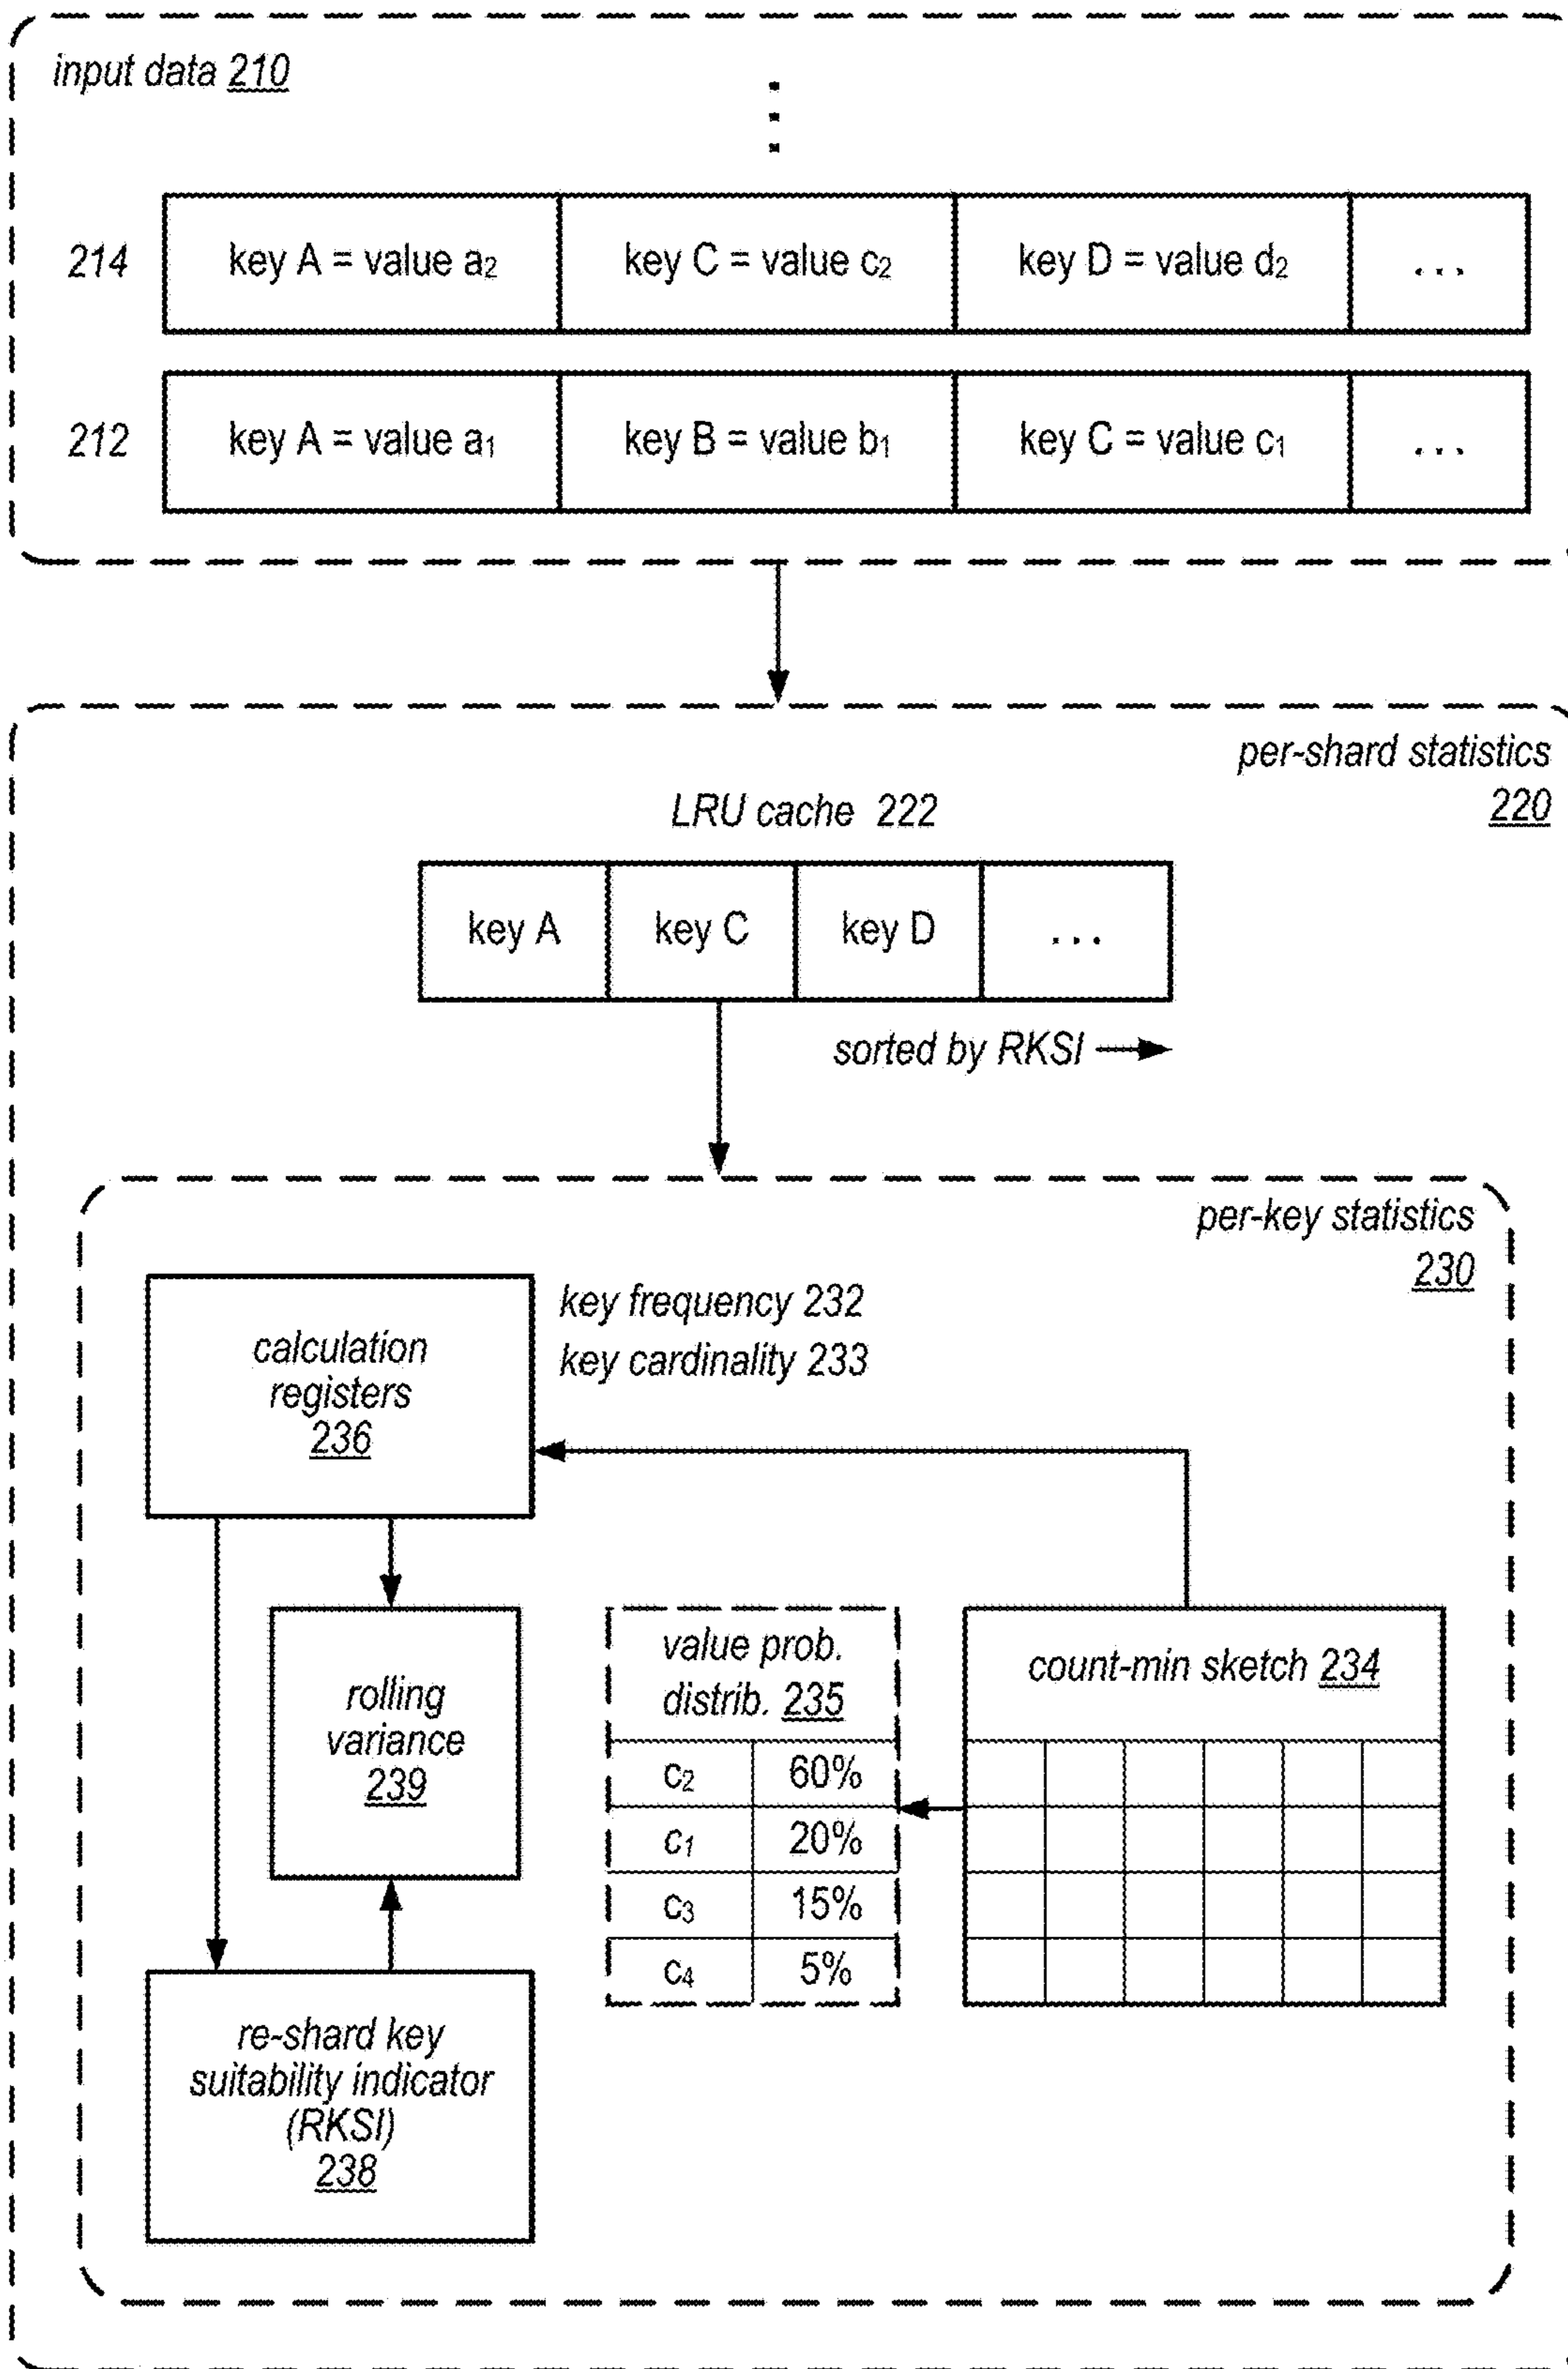 input data 210
⋮
214 key A = value a₂ key C = value c₂ key D = value d₂ ...
212 key A = value a₁ key B = value b₁ key C = value c₁ ...
per-shard statistics
220
LRU cache 222
key A key C key D ...
sorted by RKSI
per-key statistics
230
key frequency 232
key cardinality 233
calculation
registers
236
rolling
variance
239
value prob.
distrib. 235
c₂ 60%
c₁ 20%
c₃ 15%
c₄ 5%
count-min sketch 234
re-shard key
suitability indicator
(RKSI)
238